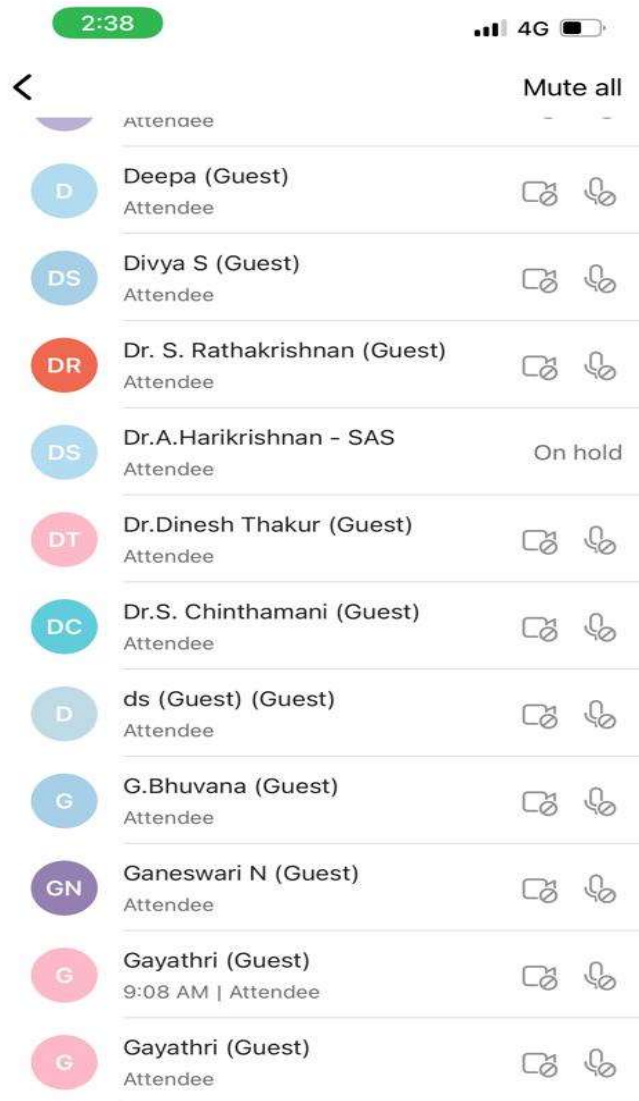 2:38
4G
Mute all
Attendee
D
Deepa (Guest)
Attendee
DS
Divya S (Guest)
Attendee
DR
Dr. S. Rathakrishnan (Guest)
Attendee
DS
Dr.A.Harikrishnan - SAS
Attendee
On hold
DT
Dr.Dinesh Thakur (Guest)
Attendee
DC
Dr.S. Chinthamani (Guest)
Attendee
D
ds (Guest) (Guest)
Attendee
G
G.Bhuvana (Guest)
Attendee
GN
Ganeswari N (Guest)
Attendee
G
Gayathri (Guest)
9:08 AM | Attendee
G
Gayathri (Guest)
Attendee